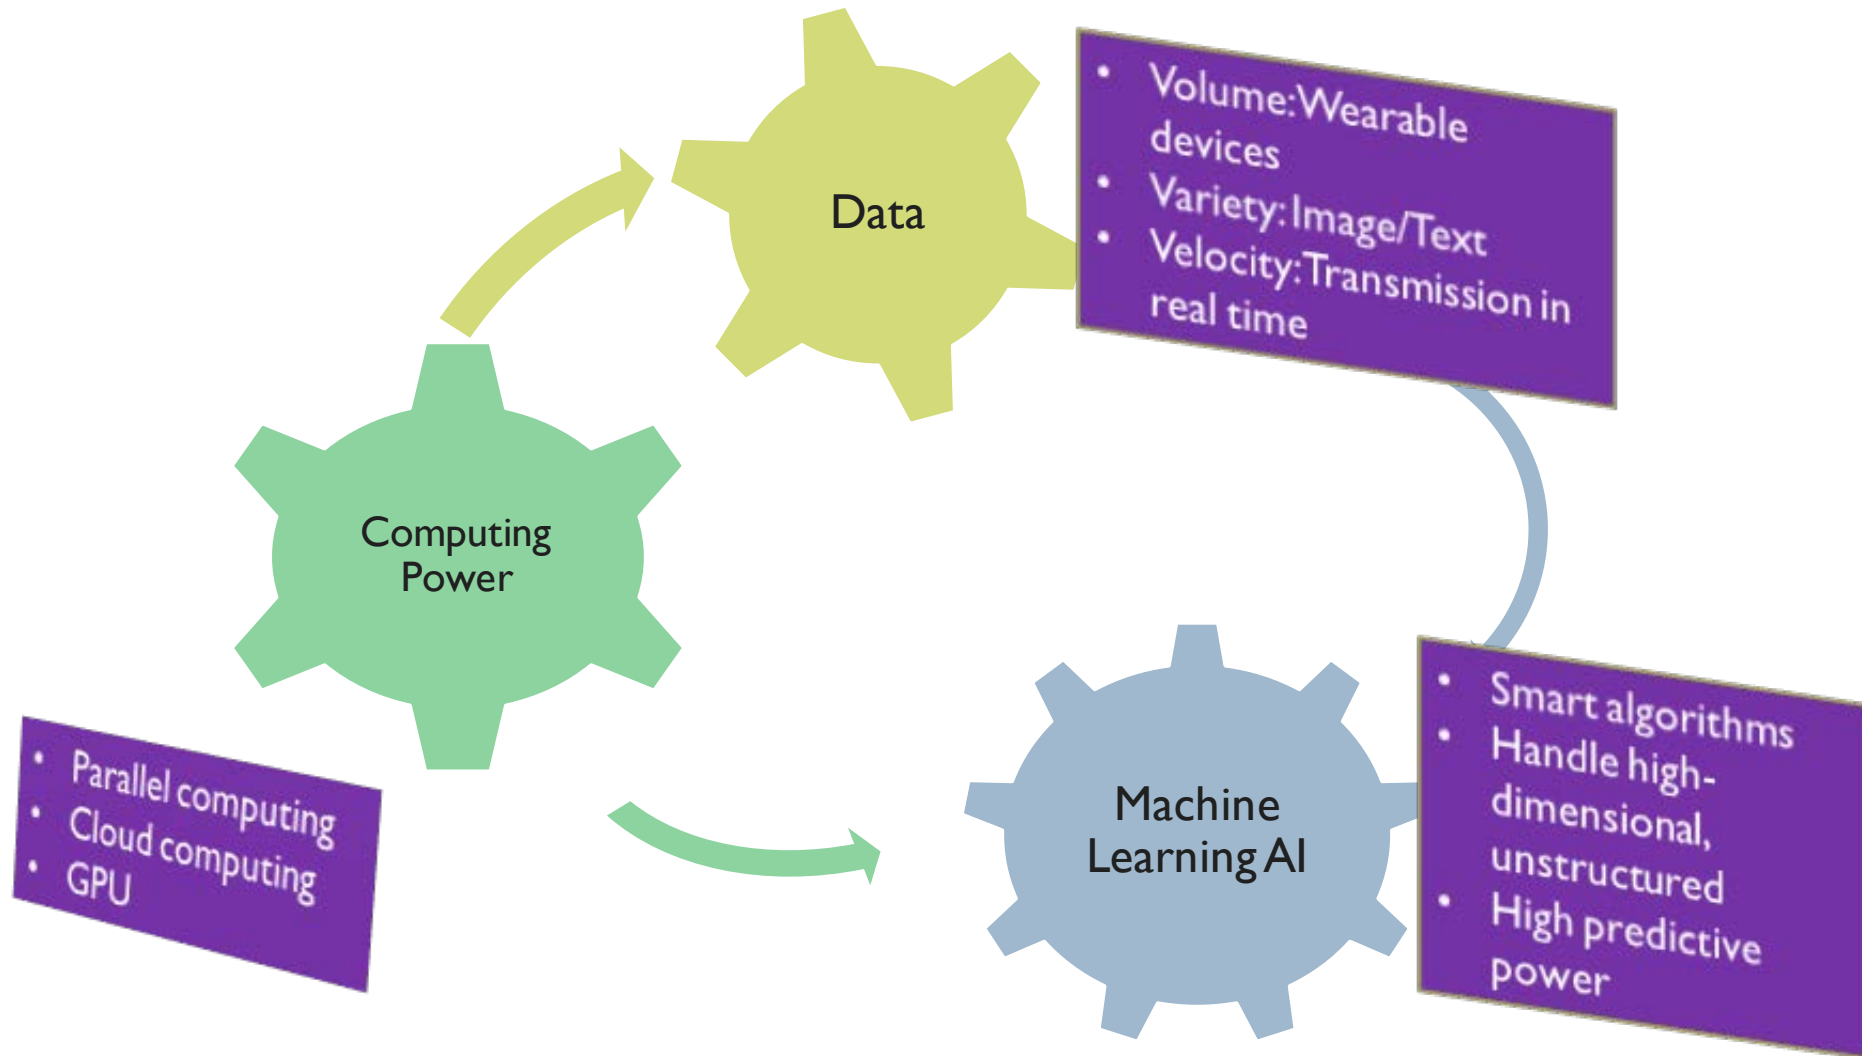 Data
• Volume: Wearable
devices
• Variety: Image/Text
• Velocity: Transmission in
real time
Computing
Power
• Parallel computing
• Cloud computing
• GPU
Machine
Learning AI
• Smart algorithms
• Handle high-
dimensional,
unstructured
• High predictive
power